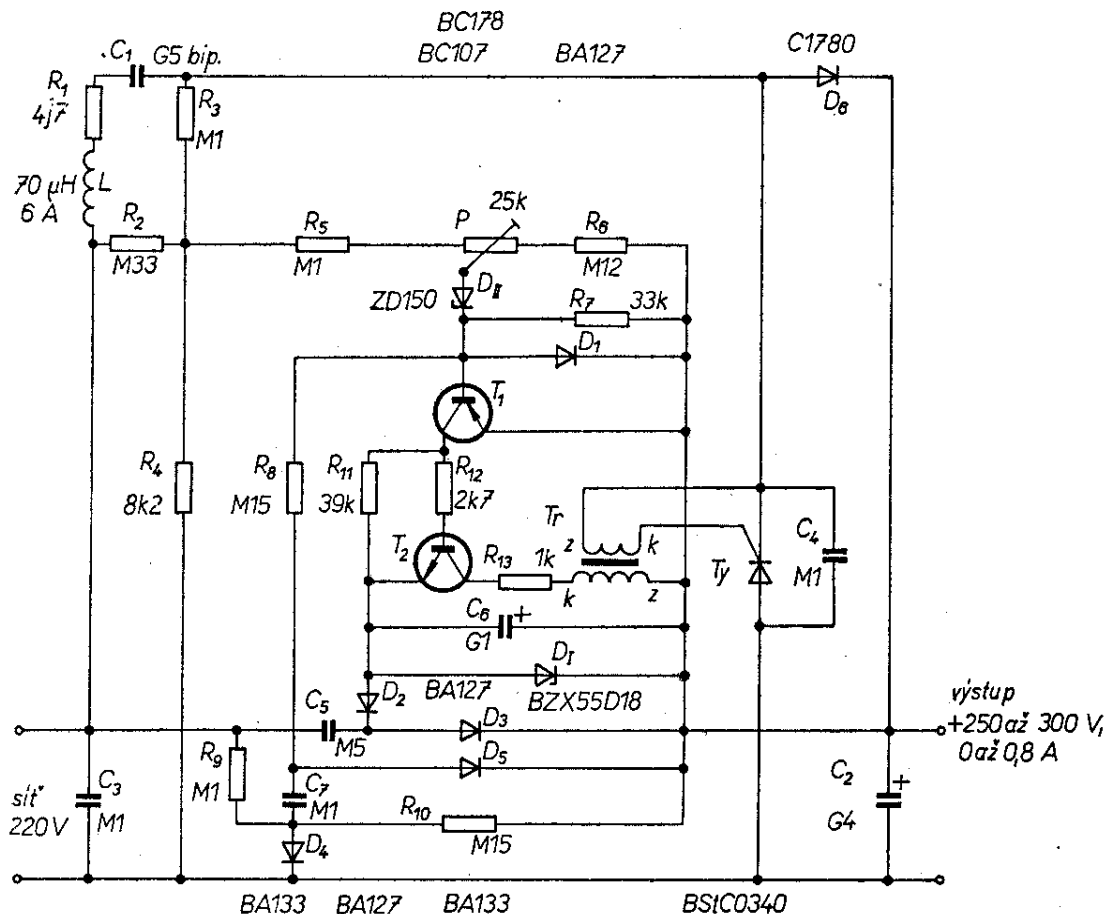 BC178
BC107 BA127 C1780
C1 G5 bip.
R1
4j7
R3
M1
D6
70 μH L
6 A
R2
M33
R5
M1
P
25k
R6
M12
ZD150 DII
R7 33k
D1
T1
R4
8k2
R8
M15
R11
39k
R12
2k7
T2
R13
1k
Tr
z k
k z
Ty
C4
M1
C6 +
G1
DI
BA127 BZX55D18
D2
C5
M5
D3
D5
výstup
+250 až 300 V,
0 až 0,8 A
R9
M1
C7
M1
R10
M15
D4
síť
220 V
C3
M1
C2 +
G4
BA133 BA127 BA133 BStC0340